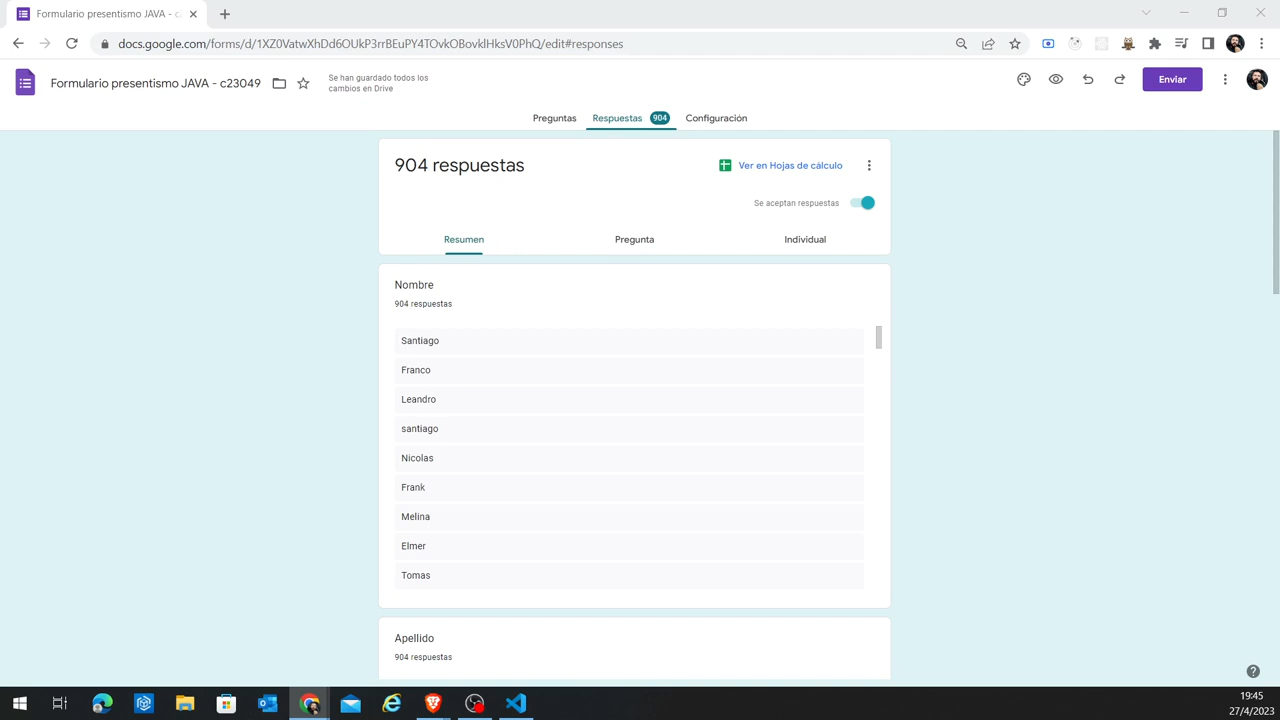 Formulario presentismo JAVA - c
docs.google.com/forms/d/1XZ0VatwXhDdG9UkP3rrBEuPY4TOvkOBovklHksV0PhQ/edit#responses
Formulario presentismo JAVA - c23049
Se han guardado todos los
cambios en Drive
Enviar
Preguntas
Respuestas 904
Configuración
904 respuestas
Ver en Hojas de cálculo
Se aceptan respuestas
Resumen
Pregunta
Individual
Nombre
904 respuestas
Santiago
Franco
Leandro
santiago
Nicolas
Frank
Melina
Elmer
Tomas
Apellido
904 respuestas
19:45
27/4/2023